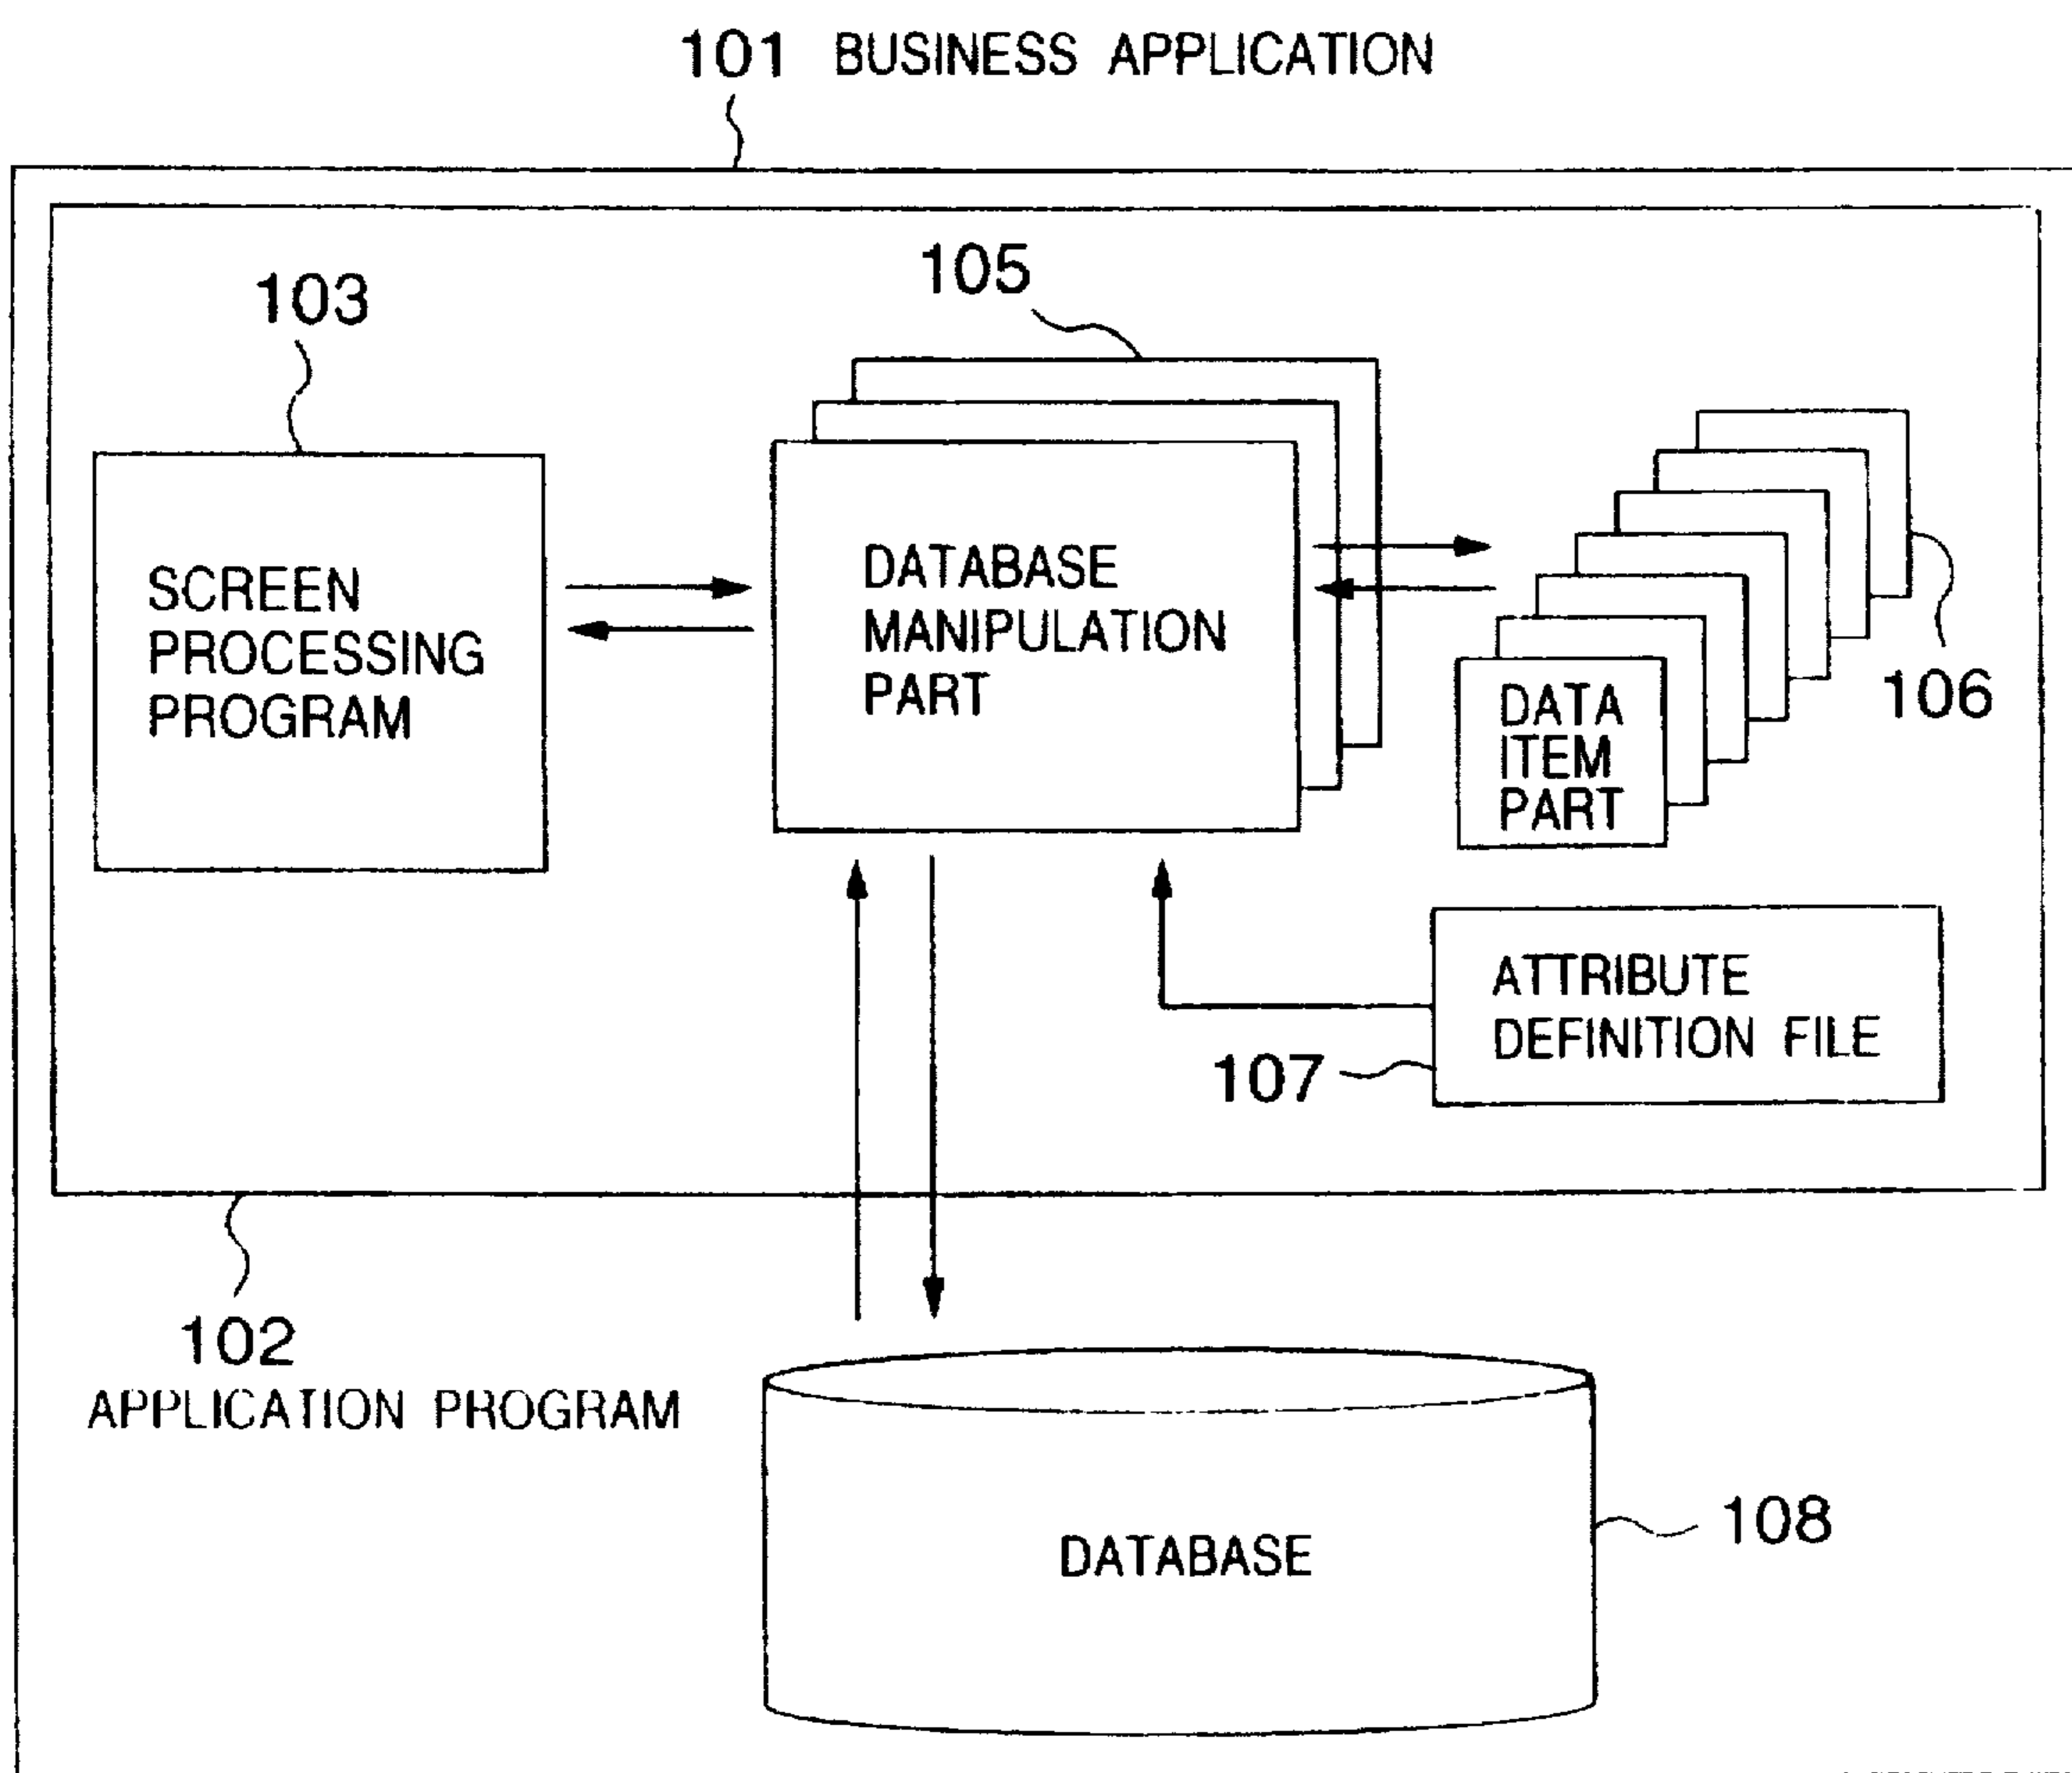 101 BUSINESS APPLICATION
105
103
SCREEN
PROCESSING
PROGRAM
DATABASE
MANIPULATION
PART
106
DATA
ITEM
PART
ATTRIBUTE
DEFINITION FILE
107
102
APPLICATION PROGRAM
DATABASE
108